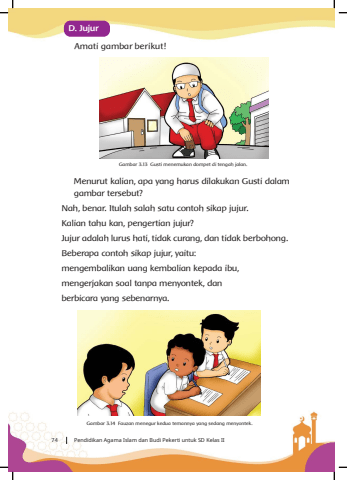 D. Jujur
Amati gambar berikut!
Gambar 3.13 Gusti menemukan dompet di tengah jalan.
Menurut kalian, apa yang harus dilakukan Gusti dalam
gambar tersebut?
Nah, benar. Itulah salah satu contoh sikap jujur.
Kalian tahu kan, pengertian jujur?
Jujur adalah lurus hati, tidak curang, dan tidak berbohong.
Beberapa contoh sikap jujur, yaitu:
mengembalikan uang kembalian kepada ibu,
mengerjakan soal tanpa menyontek, dan
berbicara yang sebenarnya.
Gambar 3.14 Fauzan menegur kedua temannya yang sedang menyontek.
74 | Pendidikan Agama Islam dan Budi Pekerti untuk SD Kelas II